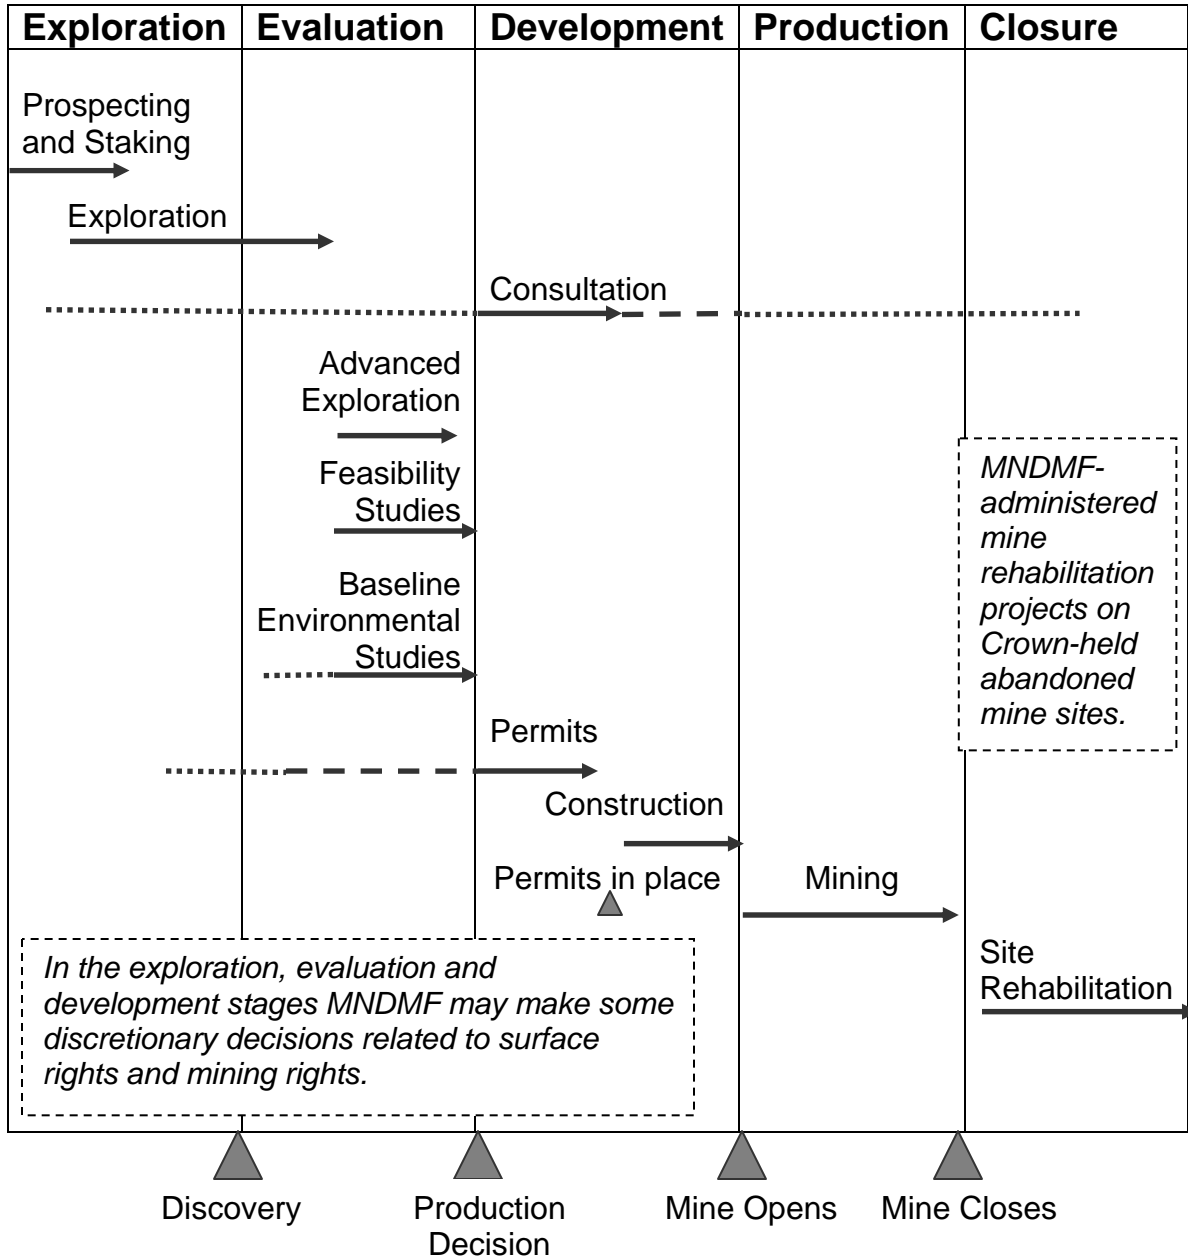 Exploration
Evaluation
Development
Production
Closure
Prospecting
and Staking
Exploration
Consultation
Advanced
Exploration
Feasibility
Studies
Baseline
Environmental
Studies
MNDMF-
administered
mine
rehabilitation
projects on
Crown-held
abandoned
mine sites.
Permits
Construction
Permits in place
Mining
In the exploration, evaluation and
development stages MNDMF may make some
discretionary decisions related to surface
rights and mining rights.
Site
Rehabilitation
Discovery
Production
Decision
Mine Opens
Mine Closes